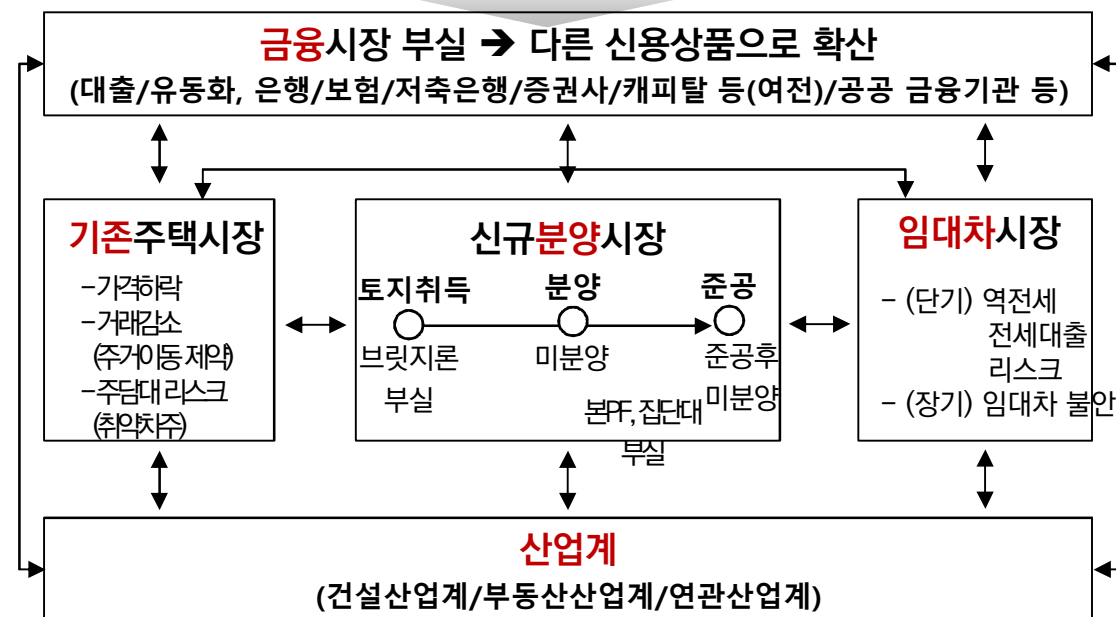 금융시장 부실 ➔ 다른 신용상품으로 확산
(대출/유동화, 은행/보험/저축은행/증권사/캐피탈 등(여전)/공공 금융기관 등)
기존주택시장
-가격하락
-거래감소
(주거이동 제약)
-주담대 리스크
(취약차주)
신규분양시장
토지취득 분양 준공
브릿지론 미분양 준공후
부실 미분양
본PF, 집단대
부실
임대차시장
- (단기) 역전세
전세대출
리스크
- (장기) 임대차 불안
산업계
(건설산업계/부동산산업계/연관산업계)